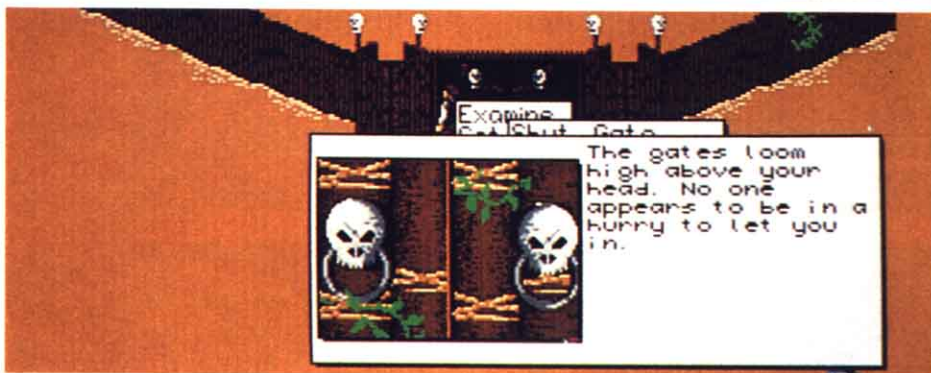 Examine
Shut Gate
The gates loom
high above your
head. No one
appears to be in a
hurry to let you
in.